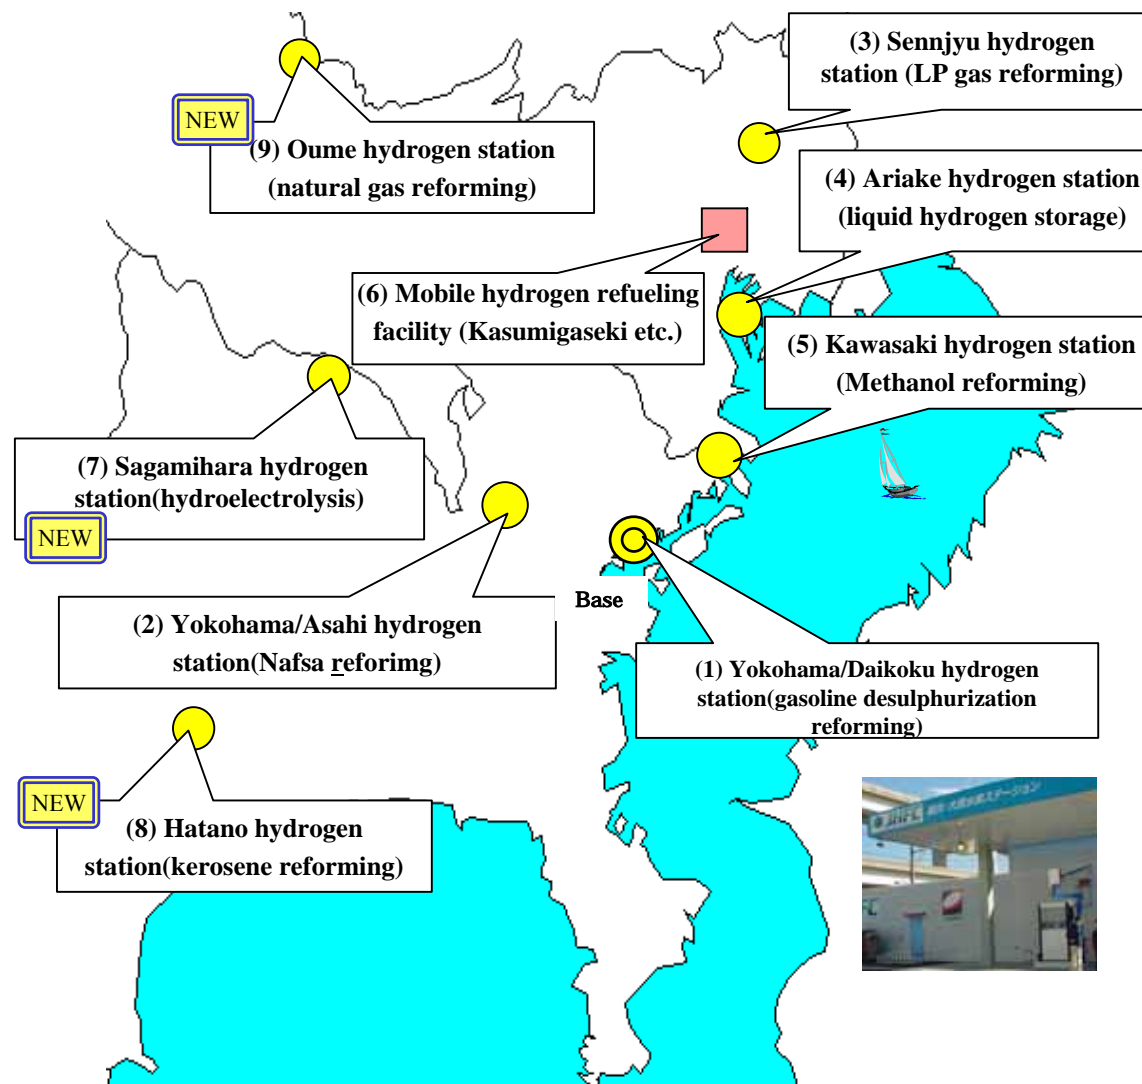 (3) Sennjyu hydrogen
station (LP gas reforming)
NEW
(9) Oume hydrogen station
(natural gas reforming)
(4) Ariake hydrogen station
(liquid hydrogen storage)
(6) Mobile hydrogen refueling
facility (Kasumigaseki etc.)
(5) Kawasaki hydrogen station
(Methanol reforming)
(7) Sagamihara hydrogen
station(hydroelectrolysis)
NEW
Base
(2) Yokohama/Asahi hydrogen
station(Nafsa reforimg)
(1) Yokohama/Daikoku hydrogen
station(gasoline desulphurization
reforming)
NEW
(8) Hatano hydrogen
station(kerosene reforming)
JHFC